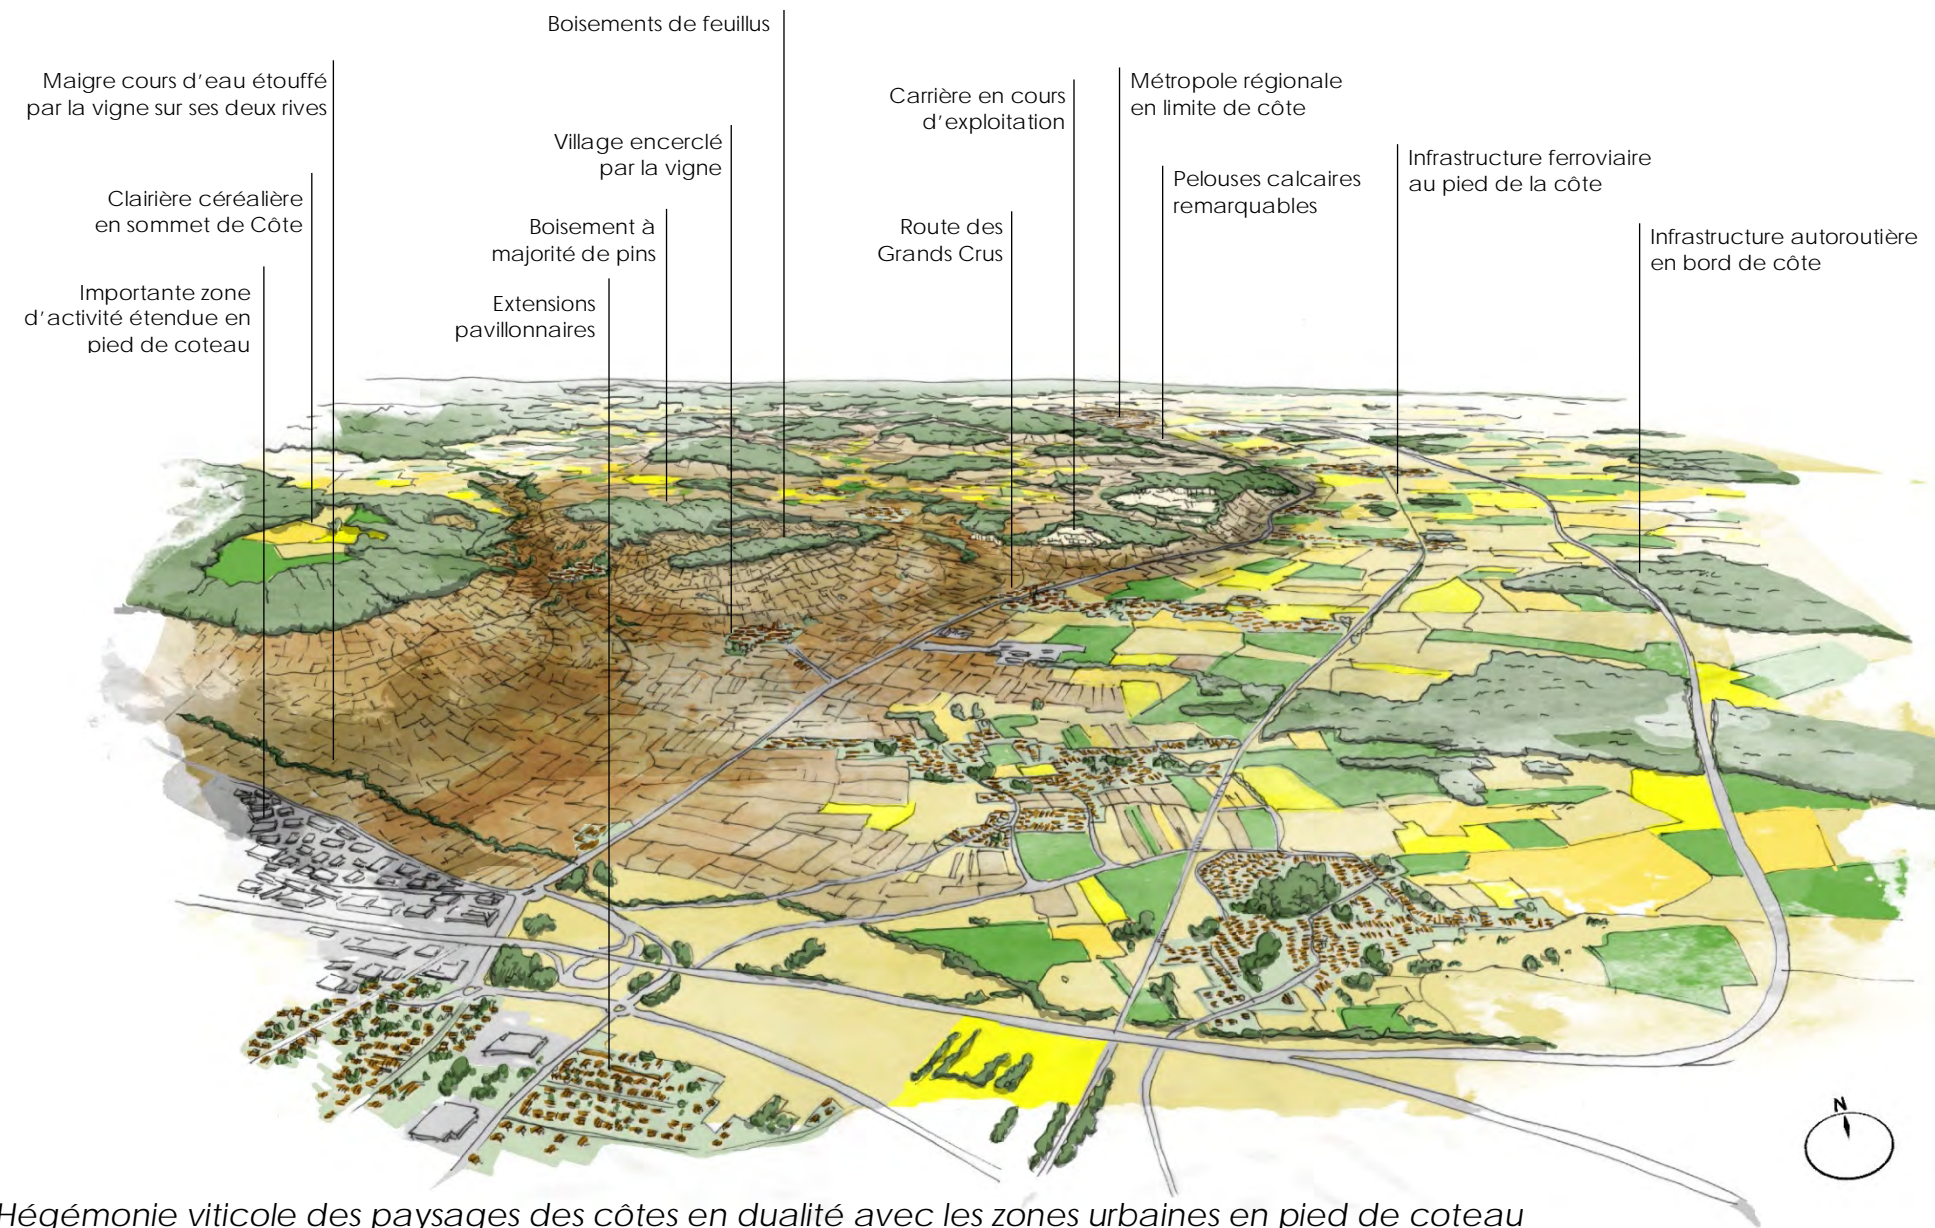 Boisements de feuillus
Maigre cours d'eau étouffé
par la vigne sur ses deux rives
Métropole régionale
en limite de côte
Carrière en cours
d'exploitation
Village encerclé
par la vigne
Infrastructure ferroviaire
au pied de la côte
Pelouses calcaires
remarquables
Clairière céréalière
en sommet de Côte
Boisement à
majorité de pins
Route des
Grands Crus
Infrastructure autoroutière
en bord de côte
Importante zone
d'activité étendue en
pied de coteau
Extensions
pavillonnaires
N
Hégémonie viticole des paysages des côtes en dualité avec les zones urbaines en pied de coteau